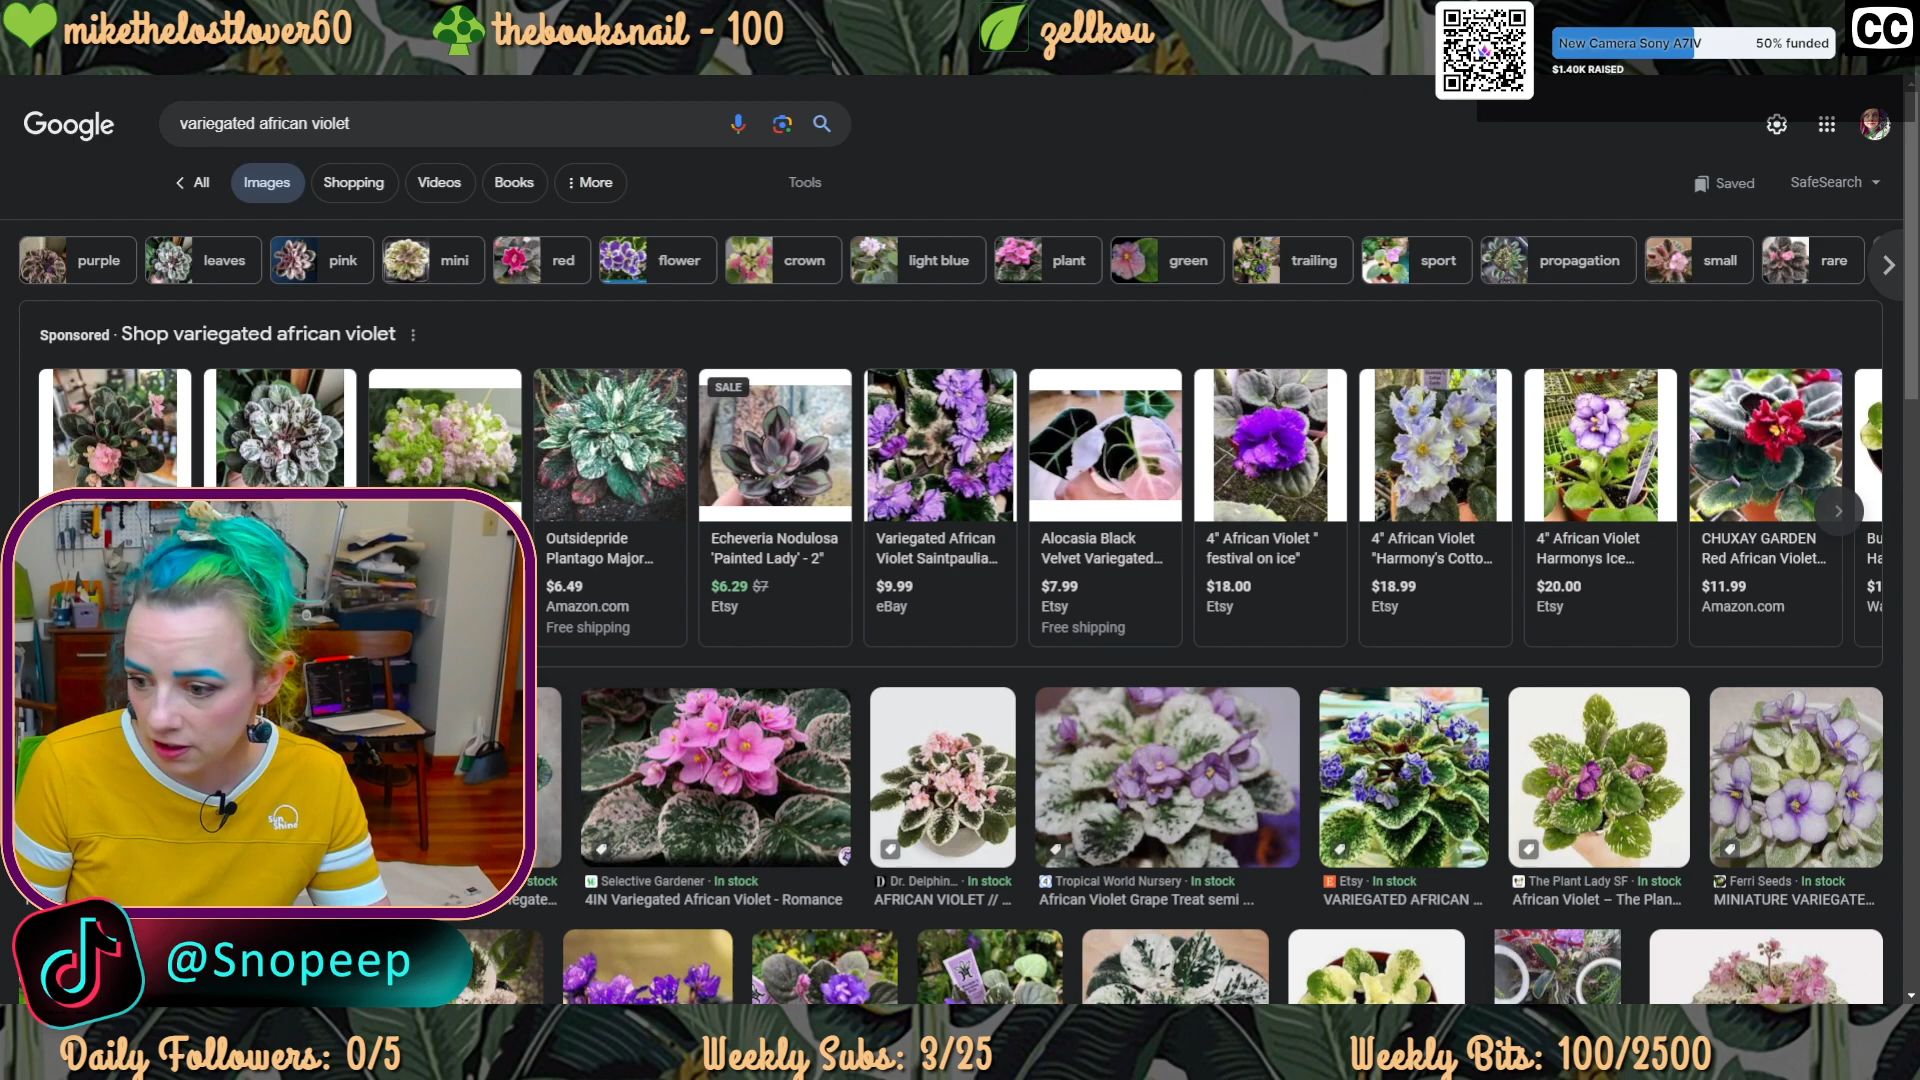 mikethelostlover60
thebooksnail - 100
zellkou
New Camera Sony A7IV 50% funded
$1.40K RAISED
CC
Google
variegated african violet
All Images Shopping Videos Books More Tools
Saved SafeSearch
purple leaves pink mini red flower crown light blue plant green trailing sport propagation small rare
Sponsored · Shop variegated african violet
SALE
Outsidepride
Plantago Major...
$6.49
Amazon.com
Free shipping
Echeveria Nodulosa
'Painted Lady' - 2"
$6.29 $7
Etsy
Variegated African
Violet Saintpaulia...
$9.99
eBay
Alocasia Black
Velvet Variegated...
$7.99
Etsy
Free shipping
4" African Violet "
festival on ice"
$18.00
Etsy
4" African Violet
"Harmony's Cotto...
$18.99
Etsy
4" African Violet
Harmonys Ice...
$20.00
Etsy
CHUXAY GARDEN
Red African Violet...
$11.99
Amazon.com
Bu
Ha
$1
Wa
sun
shine
stock
egate...
Selective Gardener · In stock
4IN Variegated African Violet - Romance
Dr. Delphin... · In stock
AFRICAN VIOLET // ...
Tropical World Nursery · In stock
African Violet Grape Treat semi ...
Etsy · In stock
VARIEGATED AFRICAN ...
The Plant Lady SF · In stock
African Violet – The Plan...
Ferri Seeds · In stock
MINIATURE VARIEGATE...
@Snopeep
Daily Followers: 0/5
Weekly Subs: 3/25
Weekly Bits: 100/2500